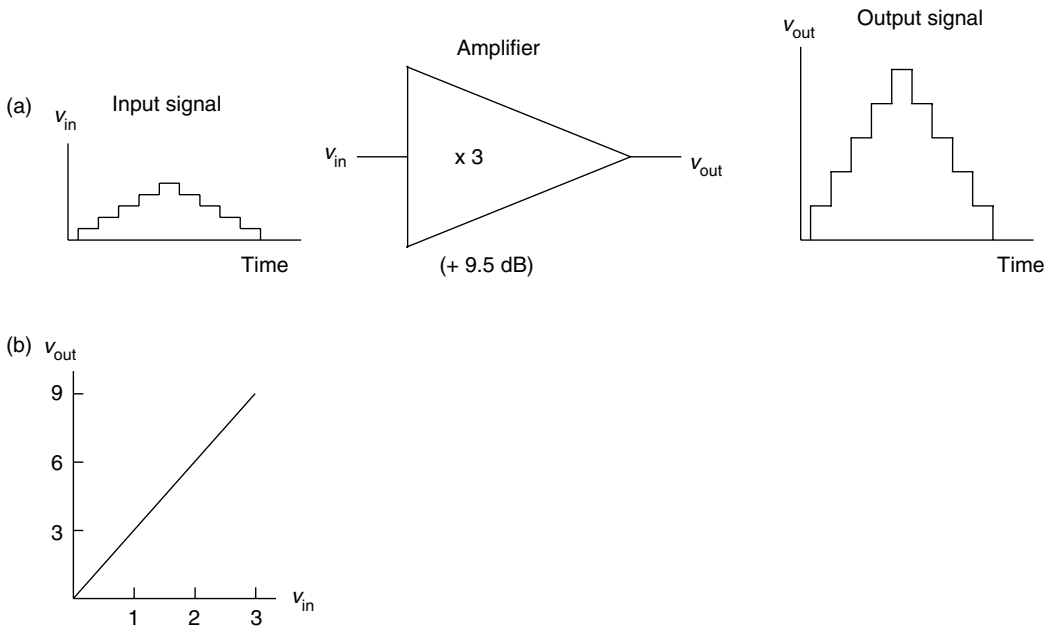 (a)
Input signal
v_in
Time
Amplifier
v_in
x 3
v_out
(+ 9.5 dB)
Output signal
v_out
Time
(b)
v_out
9
6
3
1 2 3
v_in